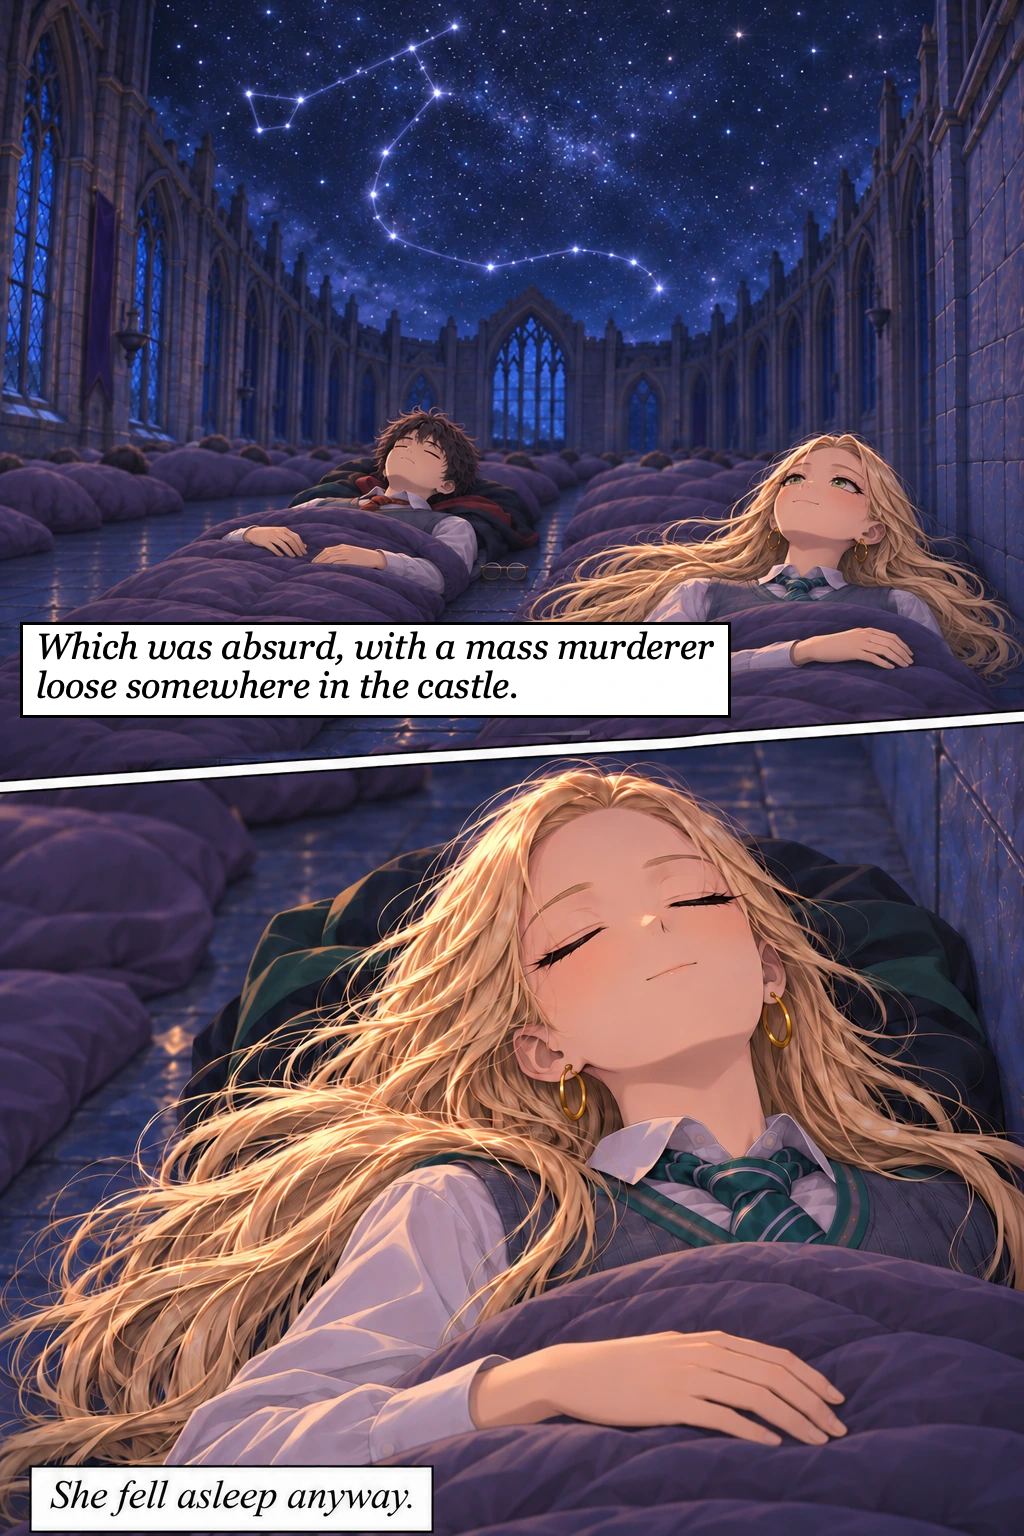 Which was absurd, with a mass murderer
loose somewhere in the castle.
She fell asleep anyway.